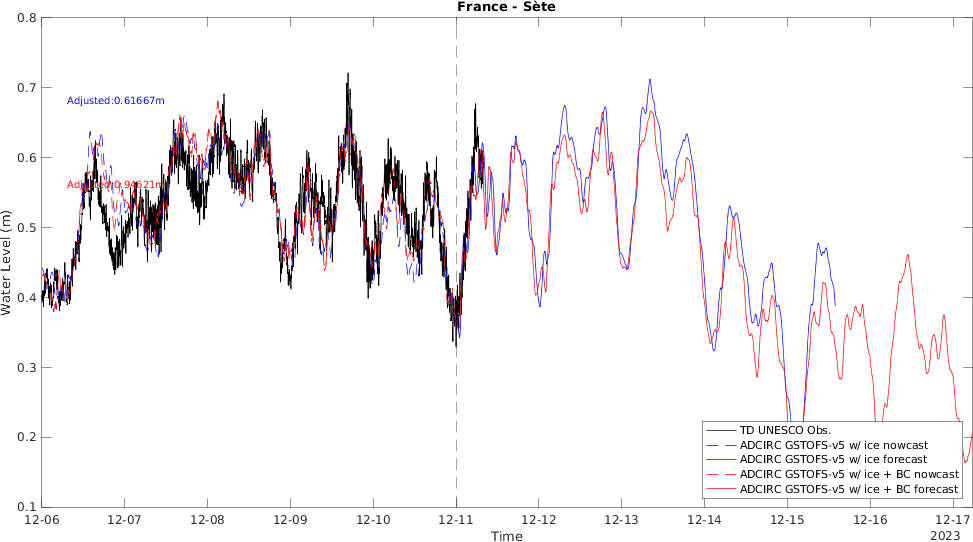 France - Sète
0.8
0.7
0.6
0.5
0.4
0.3
0.2
0.1
Water Level (m)
Adjusted:0.61667m
Adjusted:0.94621m
TD UNESCO Obs.
ADCIRC GSTOFS-v5 w/ ice nowcast
ADCIRC GSTOFS-v5 w/ ice forecast
ADCIRC GSTOFS-v5 w/ ice + BC nowcast
ADCIRC GSTOFS-v5 w/ ice + BC forecast
12-06 12-07 12-08 12-09 12-10 12-11 12-12 12-13 12-14 12-15 12-16 12-17
Time
2023